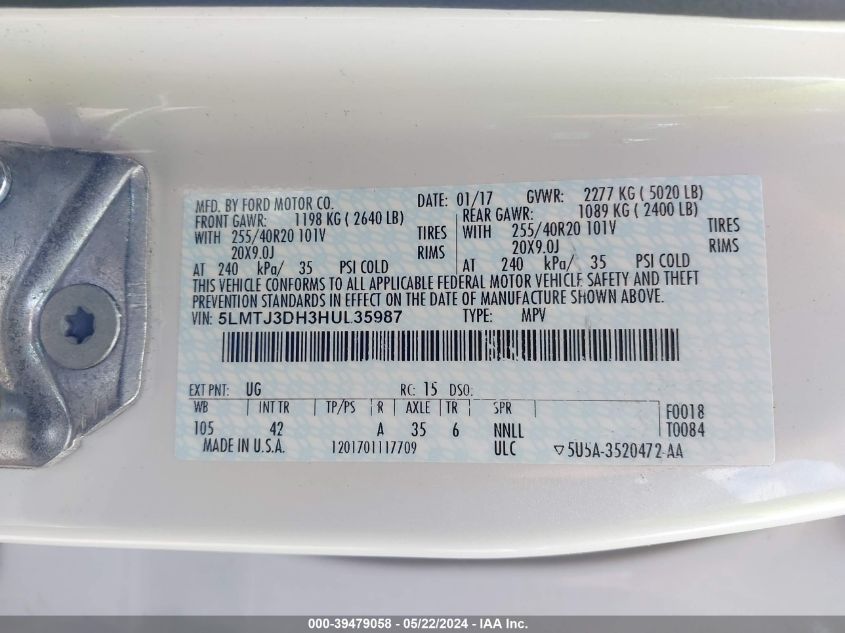 MFD. BY FORD MOTOR CO. DATE: 01/17 GVWR: 2277 KG ( 5020 LB)
FRONT GAWR: 1198 KG ( 2640 LB) REAR GAWR: 1089 KG ( 2400 LB)
WITH 255/40R20 101V TIRES WITH 255/40R20 101V TIRES
20X9.0J RIMS 20X9.0J RIMS
AT 240 kPa/ 35 PSI COLD AT 240 kPa/ 35 PSI COLD
THIS VEHICLE CONFORMS TO ALL APPLICABLE FEDERAL MOTOR VEHICLE SAFETY AND THEFT
PREVENTION STANDARDS IN EFFECT ON THE DATE OF MANUFACTURE SHOWN ABOVE.
VIN: 5LMTJ3DH3HUL35987 TYPE: MPV
EXT PNT: UG RC: 15 DSO:
WB INT TR TP/PS R AXLE TR SPR F0018
105 42 A 35 6 NNLL T0084
MADE IN U.S.A. 1201701117709 ULC ▽5U5A-3520472-AA
000-39479058 - 05/22/2024 - IAA Inc.